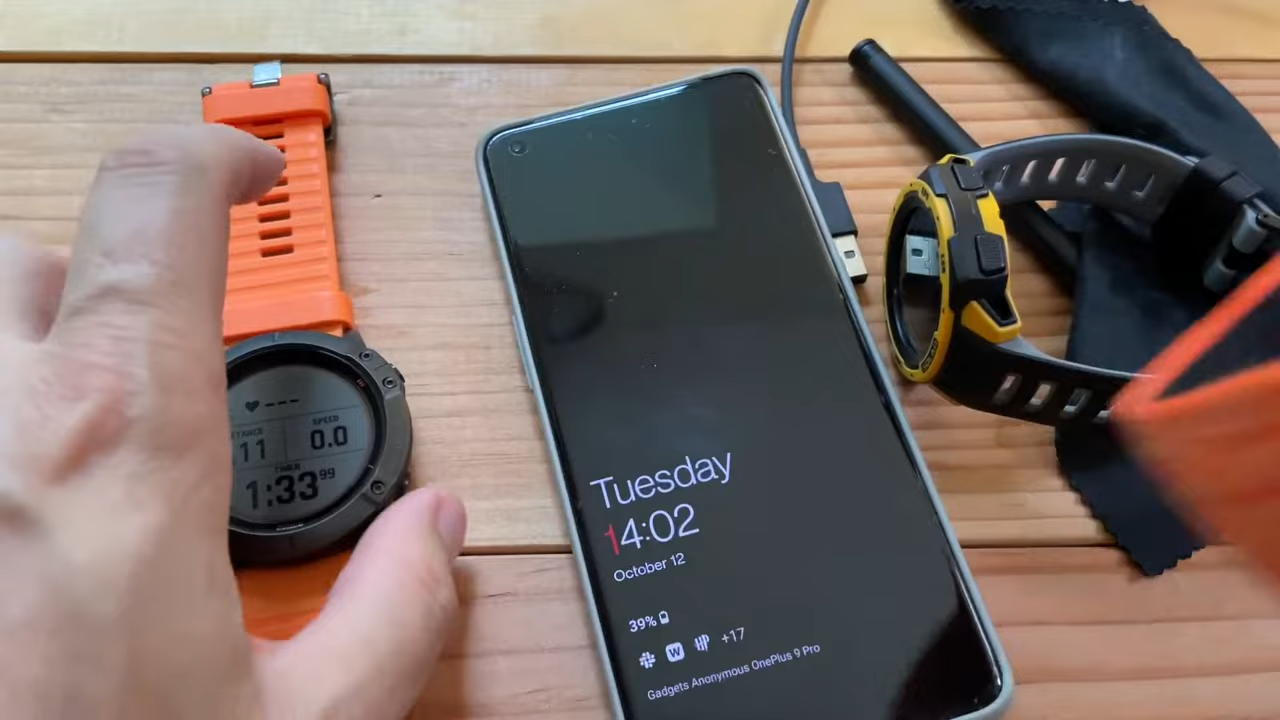 SPEED
11
0.0
TIMER
1:33 99
Tuesday
14:02
October 12
39%
W
+17
Gadgets Anonymous OnePlus 9 Pro